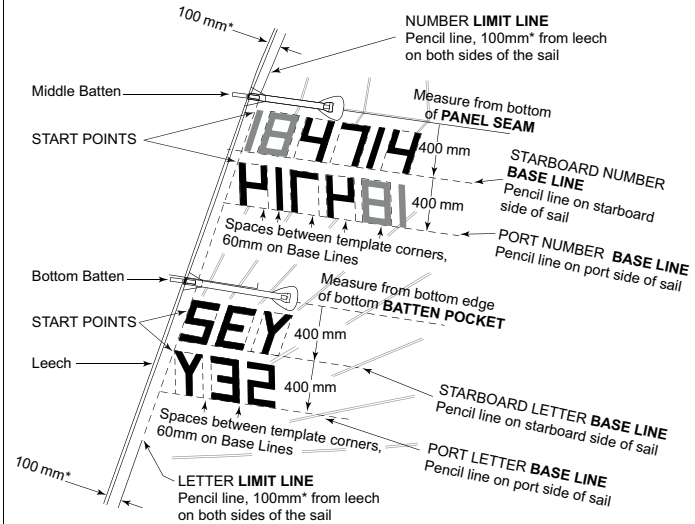 100 mm*
NUMBER LIMIT LINE
Pencil line, 100mm* from leech
on both sides of the sail
Middle Batten
Measure from bottom
of PANEL SEAM
START POINTS
184714
400 mm
STARBOARD NUMBER
BASE LINE
Pencil line on starboard
side of sail
184714
400 mm
Spaces between template corners,
60mm on Base Lines
PORT NUMBER BASE LINE
Pencil line on port side of sail
Bottom Batten
Measure from bottom edge
of bottom BATTEN POCKET
START POINTS
SEY
400 mm
Leech
SEY
400 mm
STARBOARD LETTER BASE LINE
Pencil line on starboard side of sail
Spaces between template corners,
60mm on Base Lines
PORT LETTER BASE LINE
Pencil line on port side of sail
100 mm*
LETTER LIMIT LINE
Pencil line, 100mm* from leech
on both sides of the sail